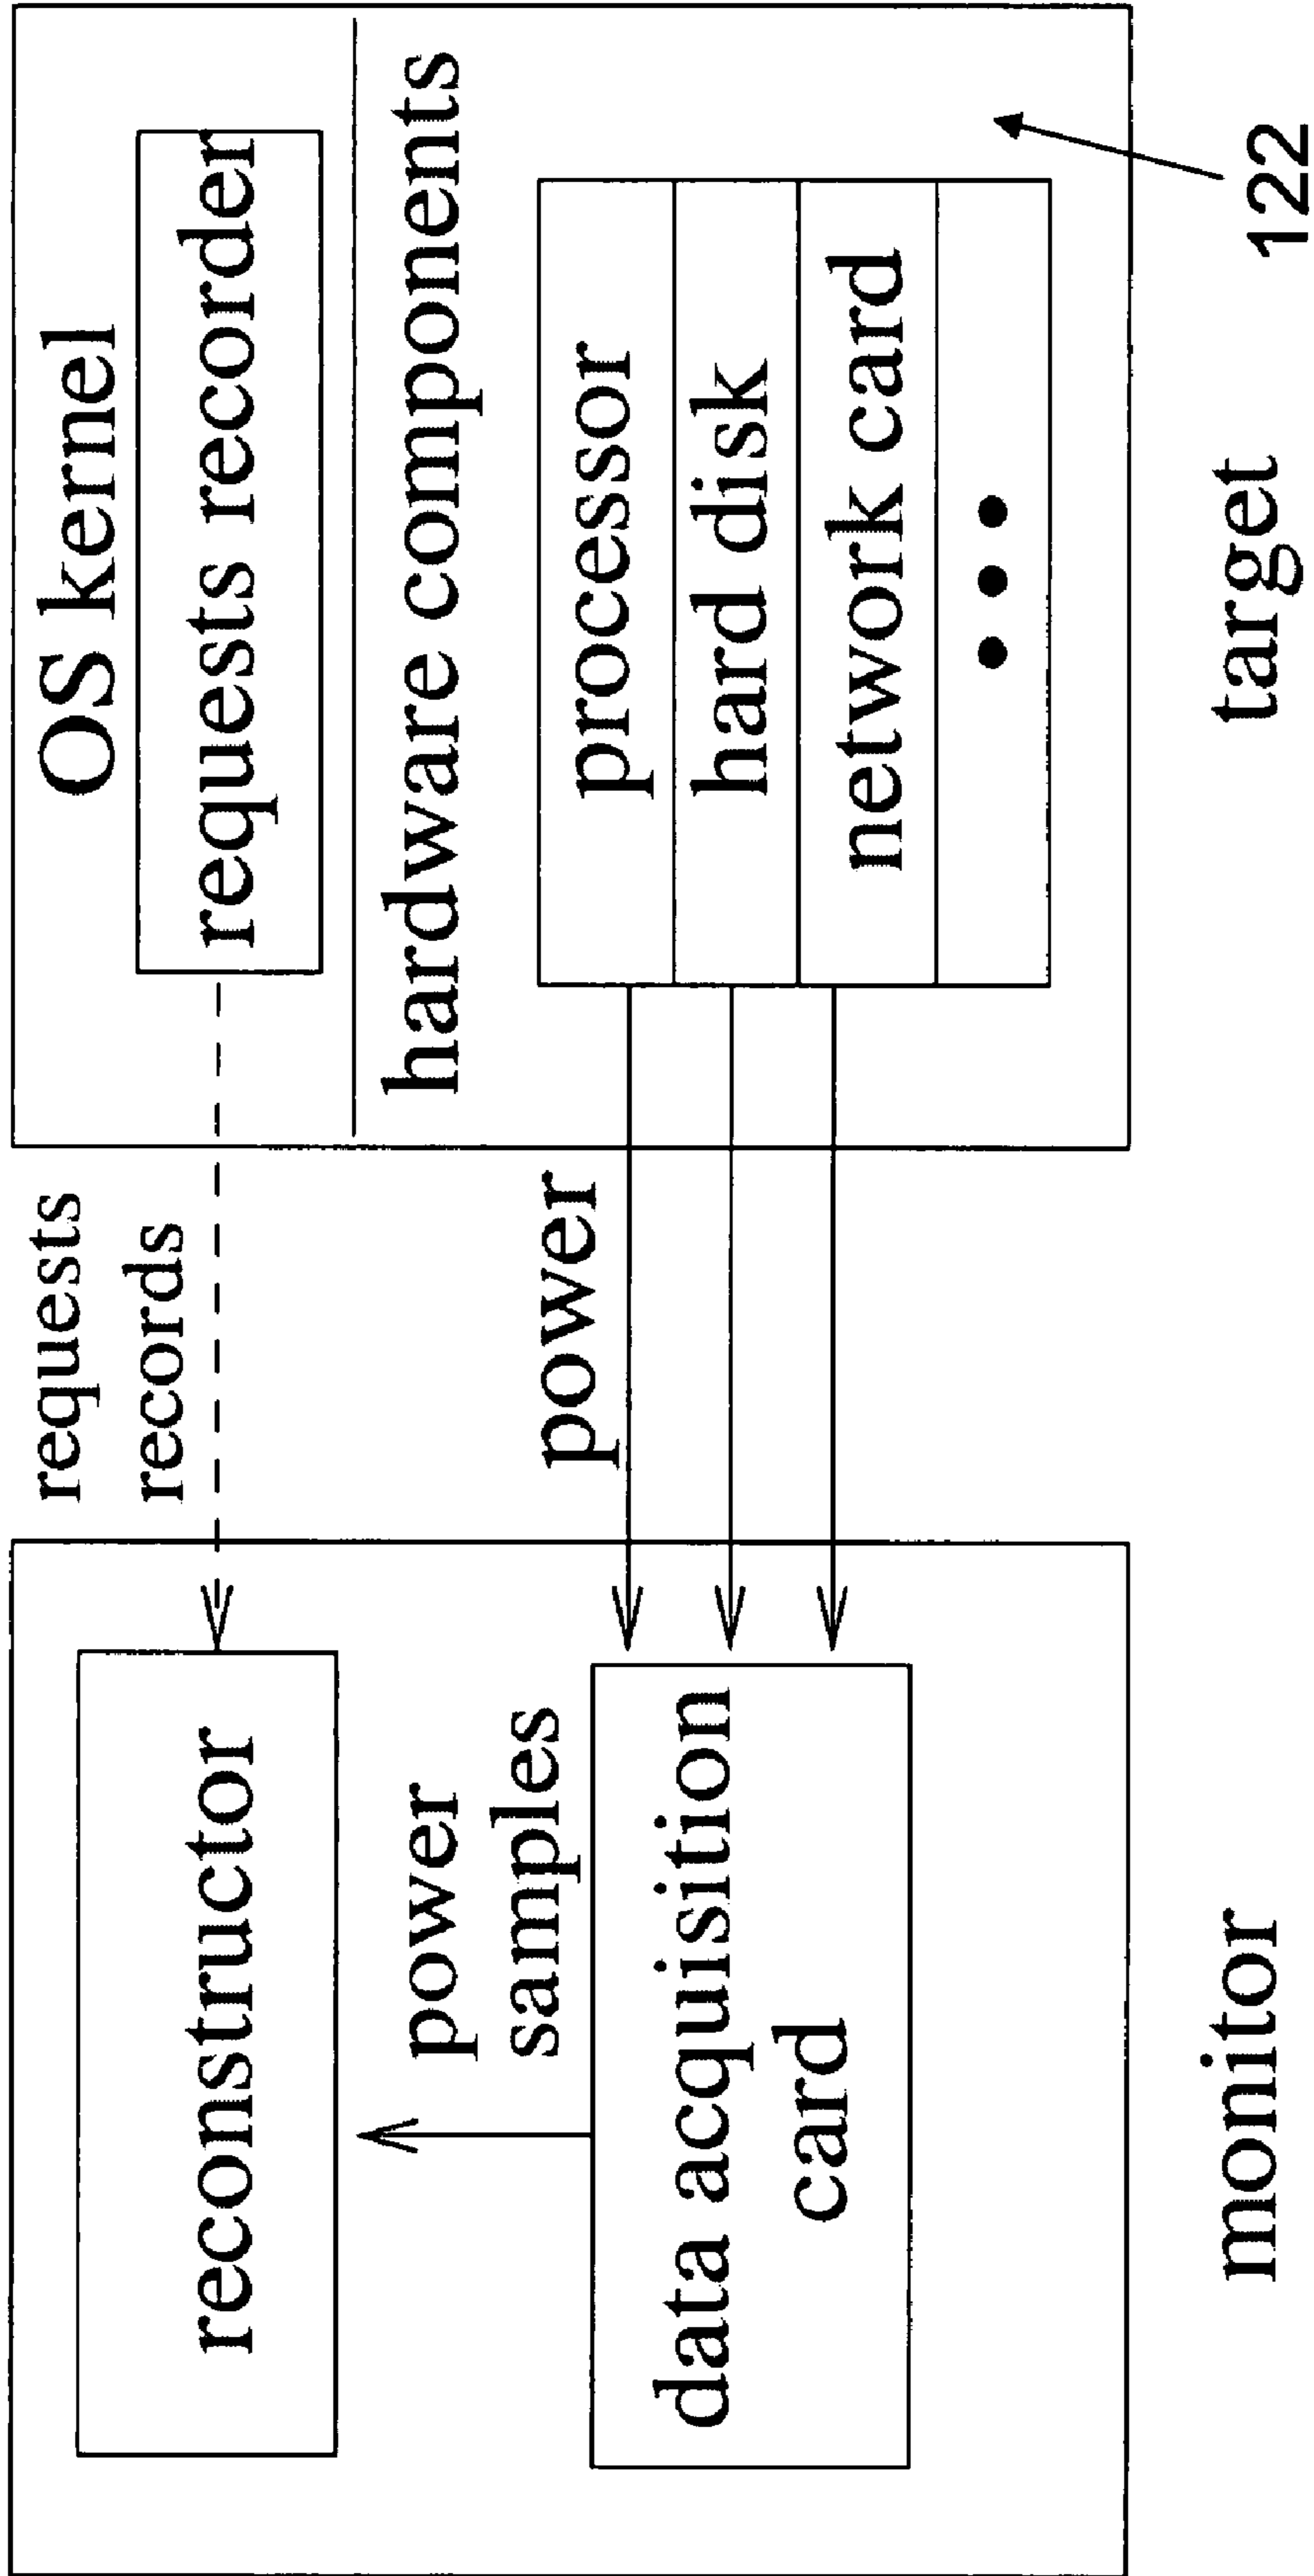 reconstructor
power
samples
data acquisition
card
monitor
requests
records
power
OS kernel
requests recorder
hardware components
processor
hard disk
network card
•••
target
122